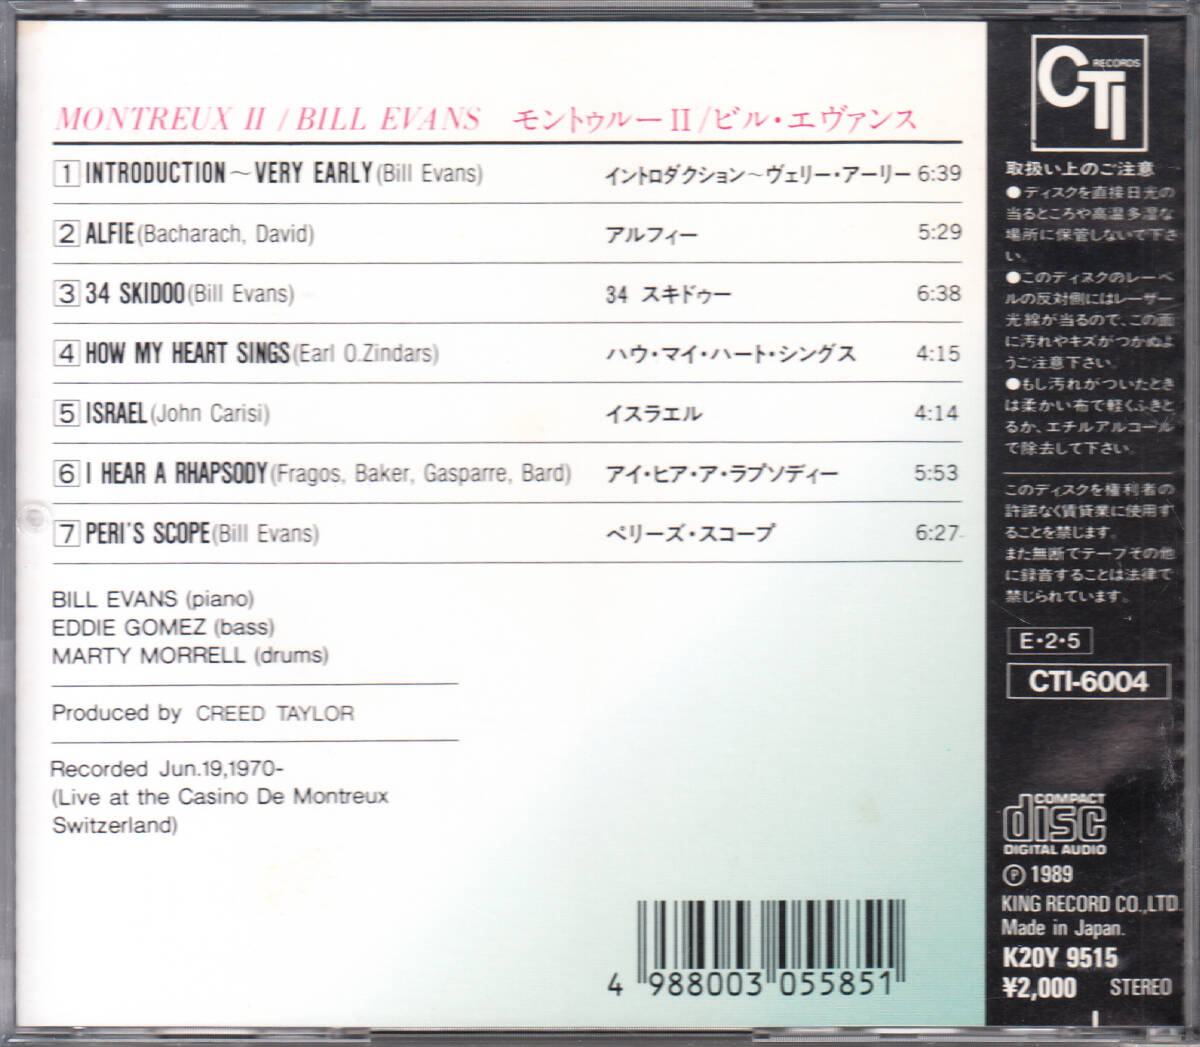 MONTREUX II / BILL EVANS モントゥルーII/ビル・エヴァンス
1 INTRODUCTION～VERY EARLY (Bill Evans) イントロダクション～ヴェリー・アーリー 6:39
2 ALFIE (Bacharach, David) アルフィー 5:29
3 34 SKIDOO (Bill Evans) 34 スキドゥー 6:38
4 HOW MY HEART SINGS (Earl O.Zindars) ハウ・マイ・ハート・シングス 4:15
5 ISRAEL (John Carisi) イスラエル 4:14
6 I HEAR A RHAPSODY (Fragos, Baker, Gasparre, Bard) アイ・ヒア・ア・ラプソディー 5:53
7 PERI'S SCOPE (Bill Evans) ペリーズ・スコープ 6:27
BILL EVANS (piano)
EDDIE GOMEZ (bass)
MARTY MORRELL (drums)
Produced by CREED TAYLOR
Recorded Jun.19,1970-
(Live at the Casino De Montreux
Switzerland)
4 988003 055851
CTI RECORDS
取扱い上のご注意
●ディスクを直接日光の
当るところや高温多湿な
場所に保管しないで下さ
い。
●このディスクのレーベ
ルの反対側にはレーザー
光線が当るので、この面
に汚れやキズがつかぬよ
うご注意下さい。
●もし汚れがついたとき
は柔かい布で軽くふきと
るか、エチルアルコール
で除去して下さい。
このディスクを権利者の
許諾なく賃貸業に使用す
ることを禁じます。
また無断でテープその他
に録音することは法律で
禁じられています。
E・2・5
CTI-6004
COMPACT
disc
DIGITAL AUDIO
Ⓟ 1989
KING RECORD CO.,LTD.
Made in Japan.
K20Y 9515
¥2,000 STEREO